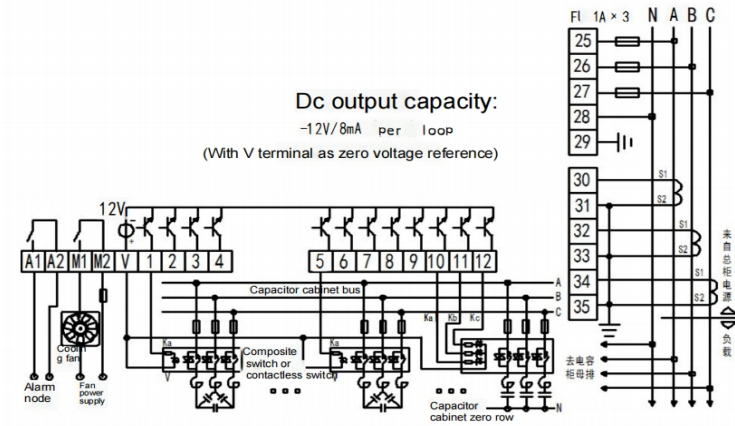 FI 1A×3 N A B C
25
26
27
28
29
30 S1
31 S2
32 S1
33 S2
34 S1
35 S2
来自总柜电源
负载
去电容
柜母排
Dc output capacity:
-12V/8mA per loop
(With V terminal as zero voltage reference)
12V
- +
A1 A2 M1 M2 V 1 2 3 4 5 6 7 8 9 10 11 12
Capacitor cabinet bus
A
B
C
Ka Kb Kc
Ka
Ka
V
Composite
switch or
contactless switch
Coolin
g fan
Alarm
node
Fan
power
supply
Capacitor
cabinet zero row
N